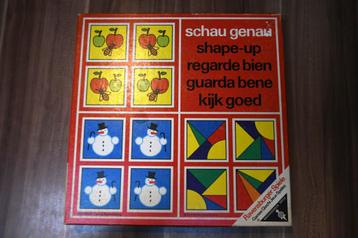 schau genau
shape-up
regarde bien
guarda bene
kijk goed
Ravensburger Spiele